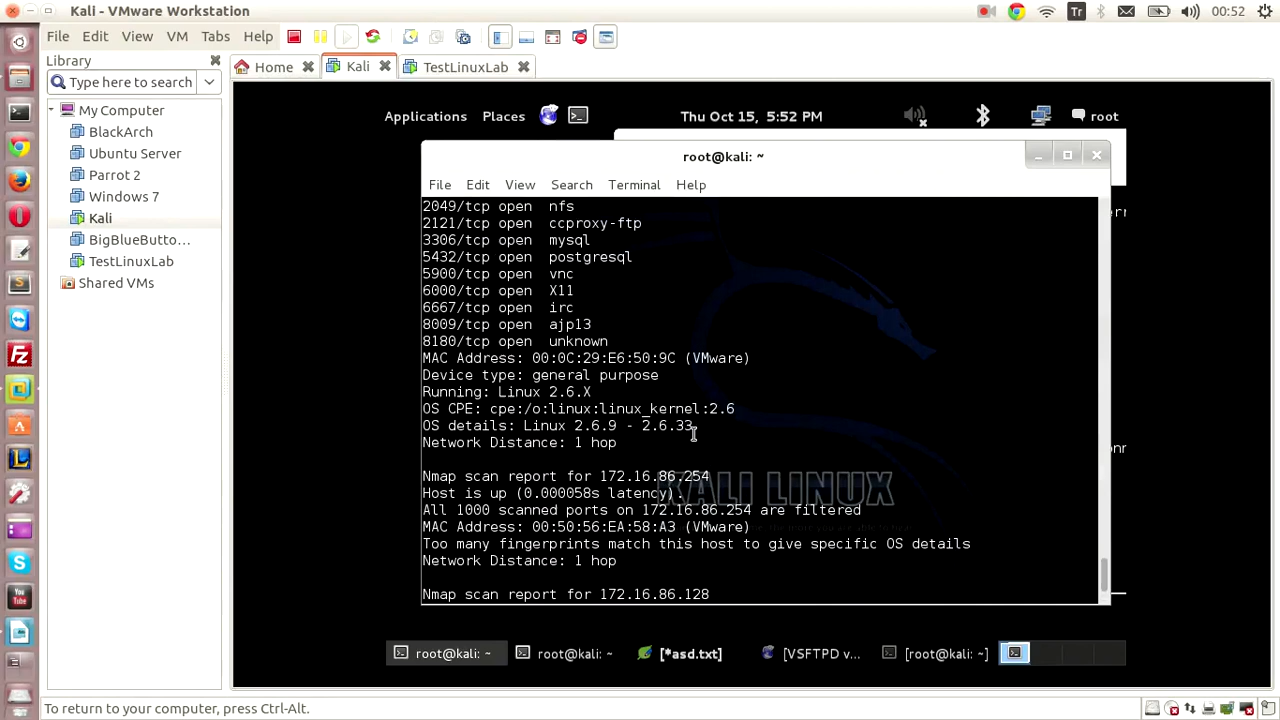 Kali - VMware Workstation
Tr
00:52
File Edit View VM Tabs Help
Library
Type here to search
My Computer
BlackArch
Ubuntu Server
Parrot 2
Windows 7
Kali
BigBlueButto...
TestLinuxLab
Shared VMs
Home
Kali
TestLinuxLab
Applications Places
Thu Oct 15, 5:52 PM
root
root@kali: ~
File Edit View Search Terminal Help
2049/tcp open nfs
2121/tcp open ccproxy-ftp
3306/tcp open mysql
5432/tcp open postgresql
5900/tcp open vnc
6000/tcp open X11
6667/tcp open irc
8009/tcp open ajp13
8180/tcp open unknown
MAC Address: 00:0C:29:E6:50:9C (VMware)
Device type: general purpose
Running: Linux 2.6.X
OS CPE: cpe:/o:linux:linux_kernel:2.6
OS details: Linux 2.6.9 - 2.6.33
Network Distance: 1 hop
Nmap scan report for 172.16.86.254
Host is up (0.000058s latency).
All 1000 scanned ports on 172.16.86.254 are filtered
MAC Address: 00:50:56:EA:58:A3 (VMware)
Too many fingerprints match this host to give specific OS details
Network Distance: 1 hop
Nmap scan report for 172.16.86.128
KALI LINUX
root@kali: ~
root@kali: ~
[*asd.txt]
[VSFTPD v...
[root@kali: ~]
You Tube
To return to your computer, press Ctrl-Alt.